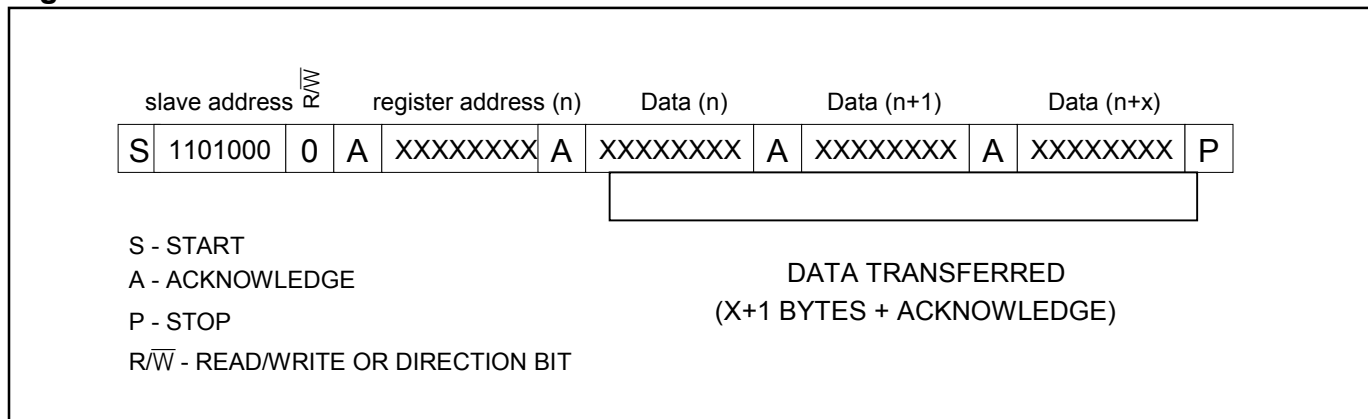 slave address R/W̅ register address (n) Data (n) Data (n+1) Data (n+x)
S 1101000 0 A XXXXXXXX A XXXXXXXX A XXXXXXXX A XXXXXXXX P
S - START
A - ACKNOWLEDGE
P - STOP
R/W̅ - READ/WRITE OR DIRECTION BIT
DATA TRANSFERRED
(X+1 BYTES + ACKNOWLEDGE)